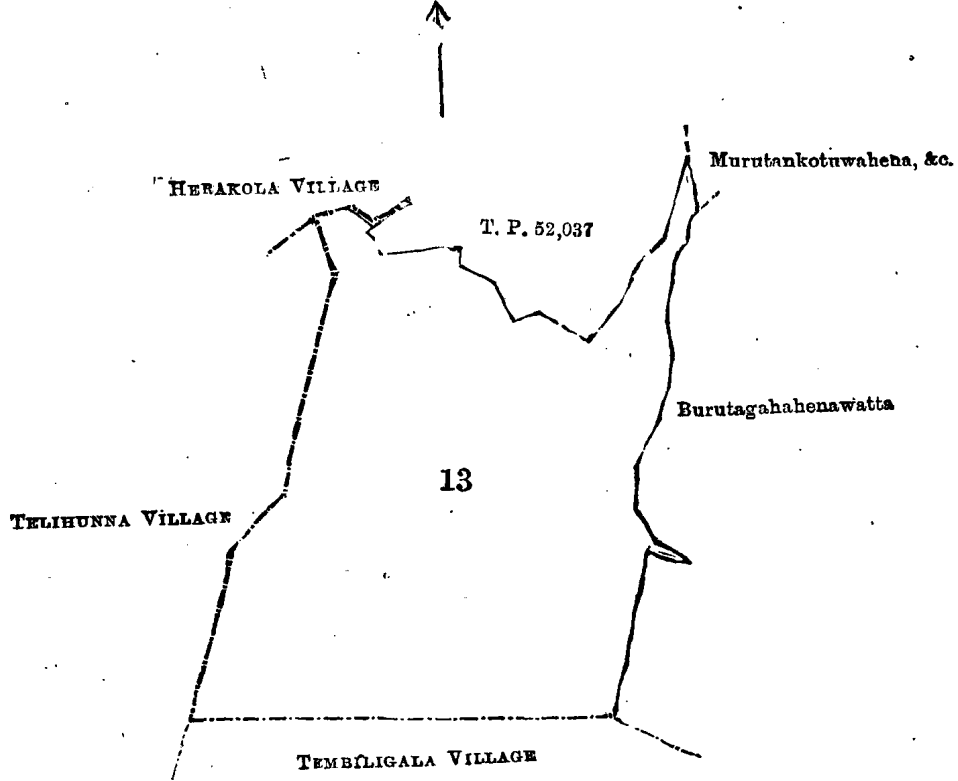 Murutankotuwahena, &c.
HERAKOLA VILLAGE
T. P. 52,037
Burutagahahenawatta
13
TELIHUNNA VILLAGE
TEMBILIGALA VILLAGE